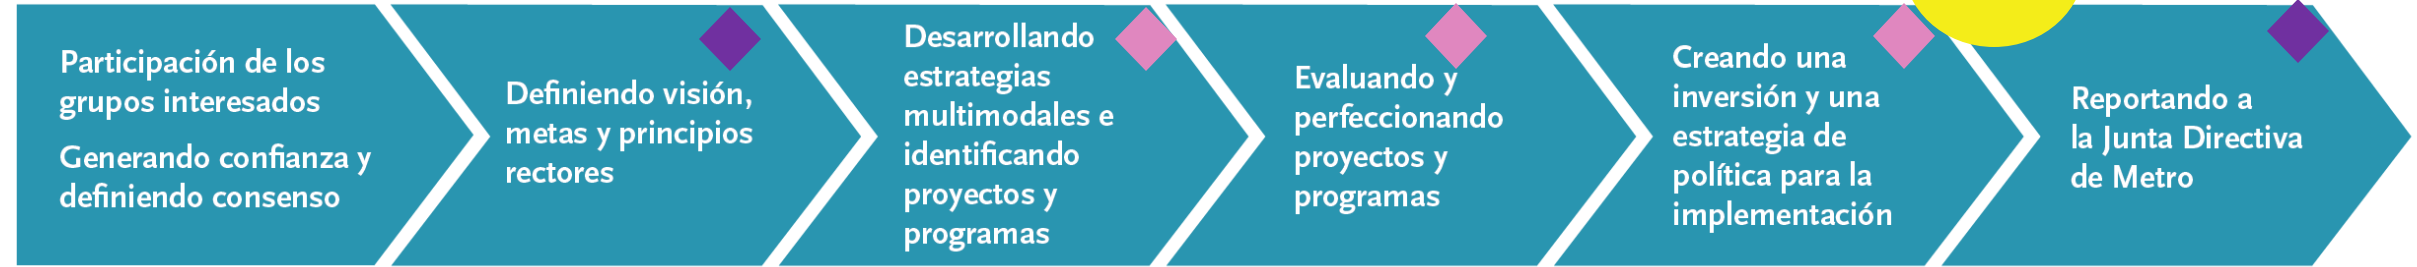 Participación de los
grupos interesados
Generando confianza y
definiendo consenso
Definiendo visión,
metas y principios
rectores
Desarrollando
estrategias
multimodales e
identificando
proyectos y
programas
Evaluando y
perfeccionando
proyectos y
programas
Creando una
inversión y una
estrategia de
política para la
implementación
Reportando a
la Junta Directiva
de Metro